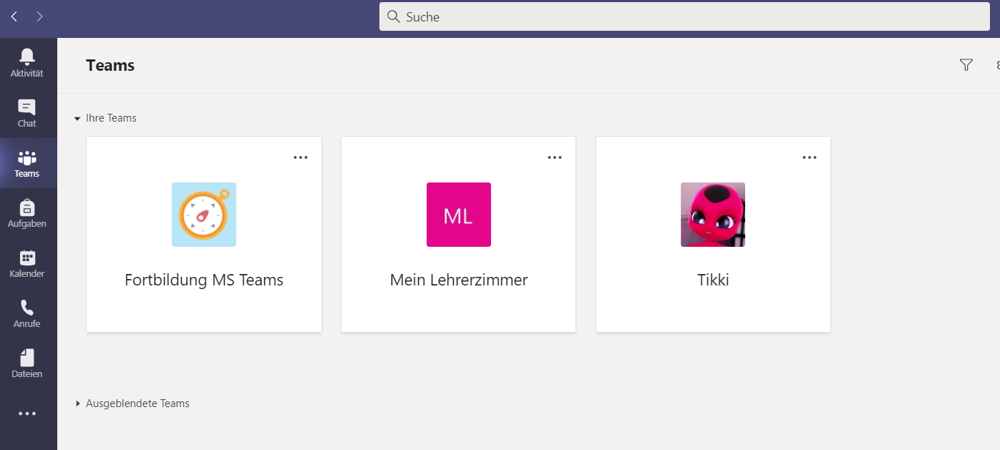 Suche
Aktivität
Chat
Teams
Aufgaben
Kalender
Anrufe
Dateien
Teams
Ihre Teams
Fortbildung MS Teams
ML
Mein Lehrerzimmer
Tikki
Ausgeblendete Teams